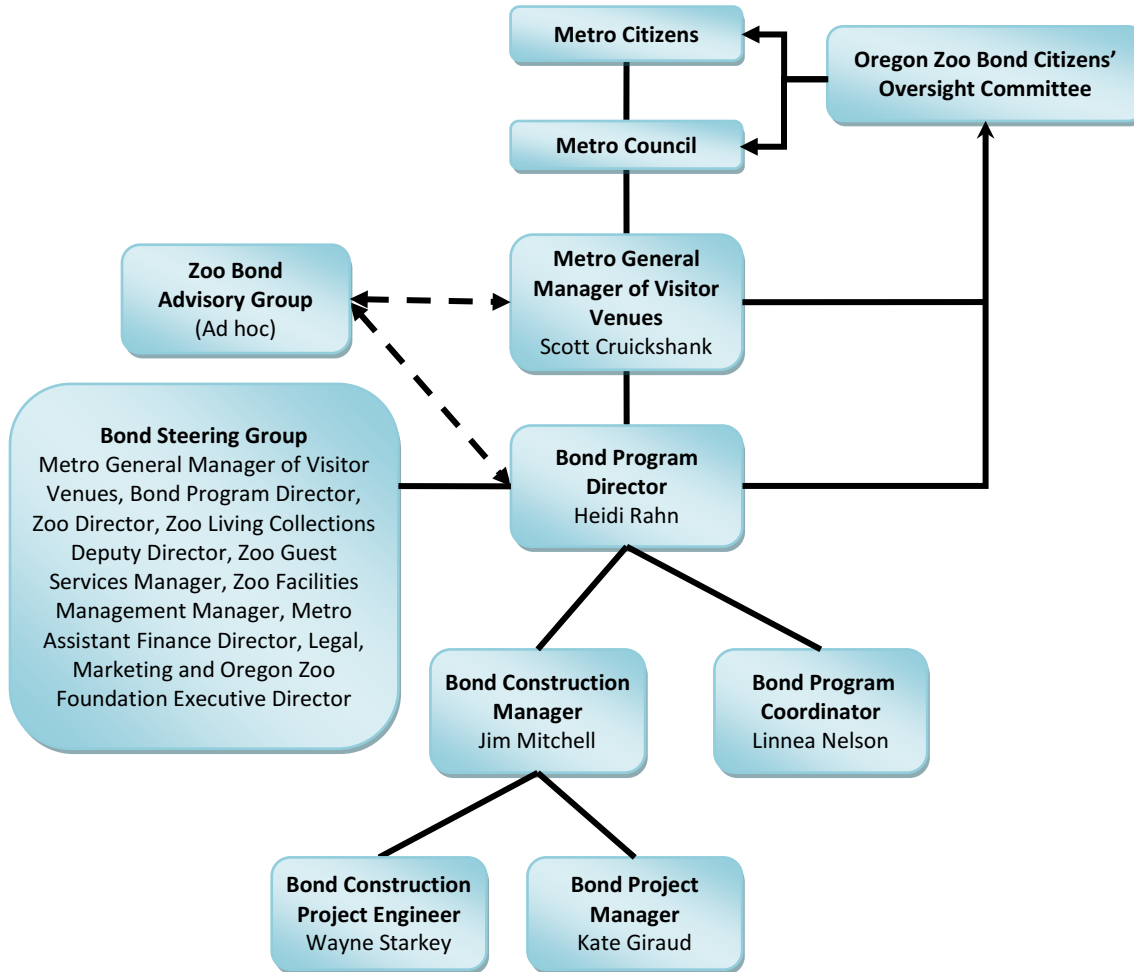 Metro Citizens
Oregon Zoo Bond Citizens’
Oversight Committee
Metro Council
Zoo Bond
Advisory Group
(Ad hoc)
Metro General
Manager of Visitor
Venues
Scott Cruickshank
Bond Steering Group
Metro General Manager of Visitor
Venues, Bond Program Director,
Zoo Director, Zoo Living Collections
Deputy Director, Zoo Guest
Services Manager, Zoo Facilities
Management Manager, Metro
Assistant Finance Director, Legal,
Marketing and Oregon Zoo
Foundation Executive Director
Bond Program
Director
Heidi Rahn
Bond Construction
Manager
Jim Mitchell
Bond Program
Coordinator
Linnea Nelson
Bond Construction
Project Engineer
Wayne Starkey
Bond Project
Manager
Kate Giraud